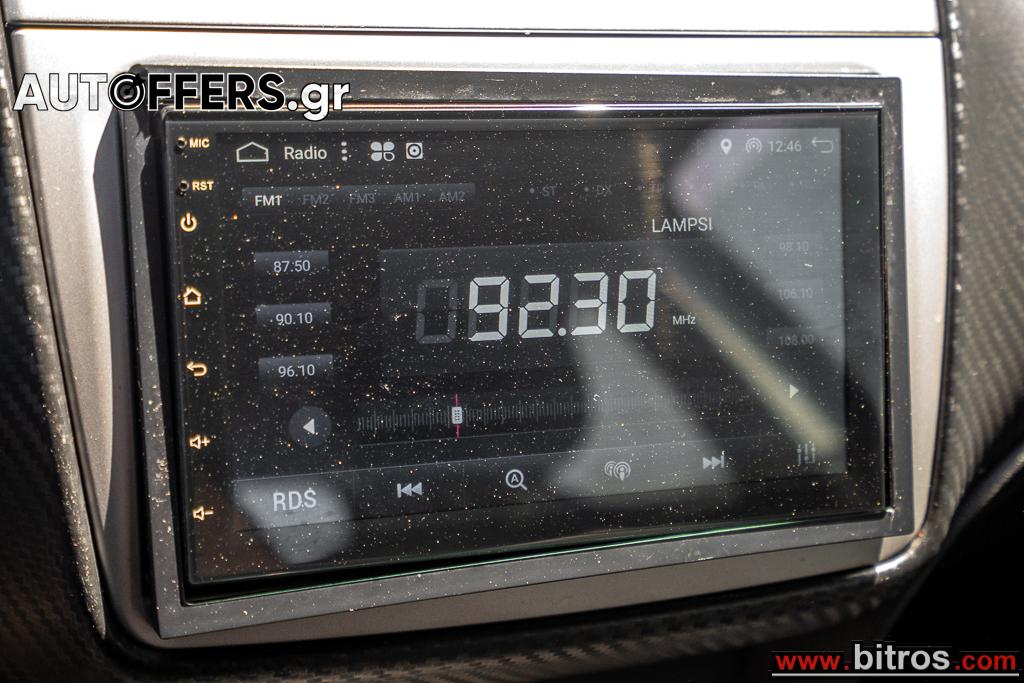 AUTOFFERS.gr
MIC
Radio
12:46
RST
FM1 FM2 FM3 AM1 AM2
ST DX
LAMPSI
87:50
98.10
92.30 MHz
90.10
106.10
96.10
108.00
RDS
www.bitros.com